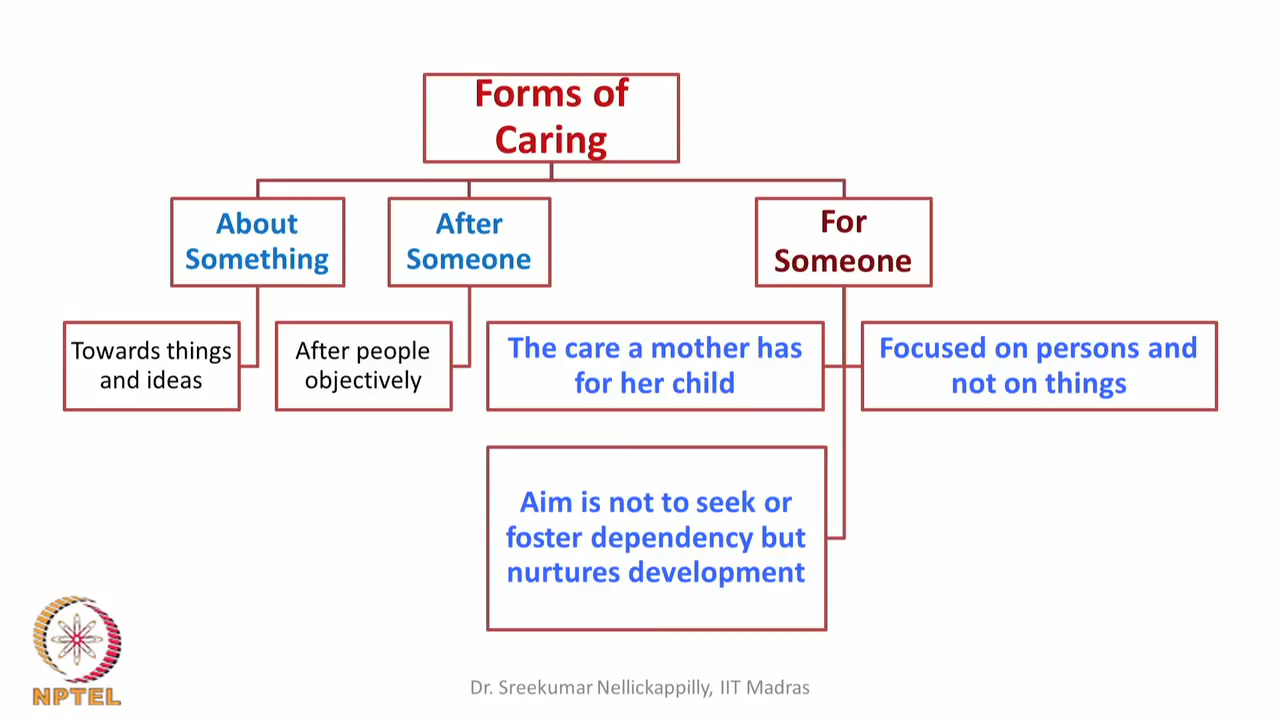 Forms of
Caring
About
Something
After
Someone
For
Someone
Towards things
and ideas
After people
objectively
The care a mother has
for her child
Focused on persons and
not on things
Aim is not to seek or
foster dependency but
nurtures development
NPTEL
Dr. Sreekumar Nellickappilly, IIT Madras